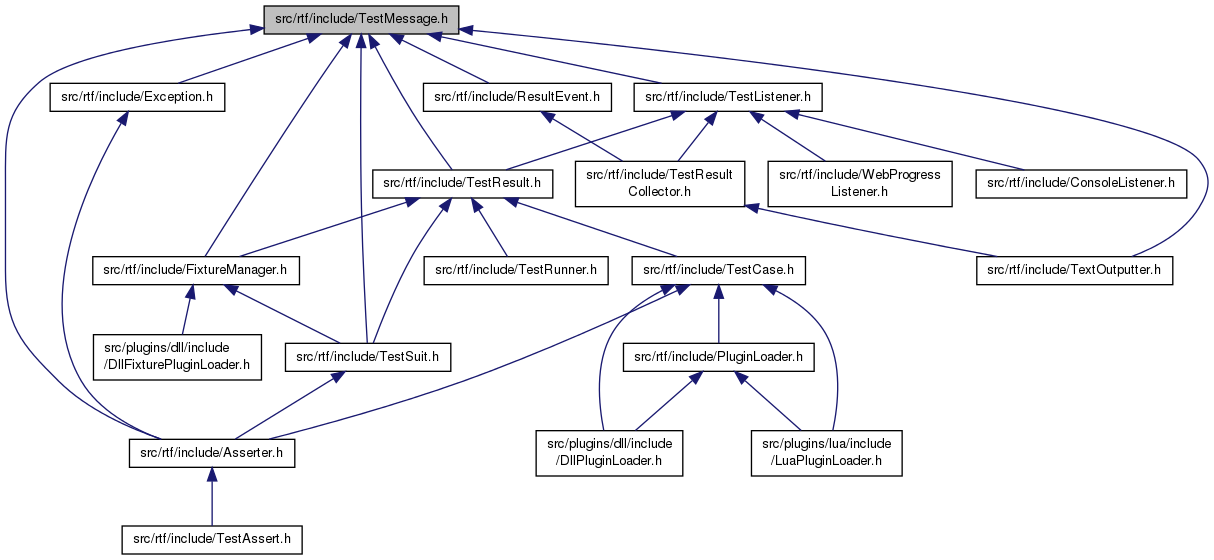 src/rtf/include/TestMessage.h
src/rtf/include/Exception.h
src/rtf/include/ResultEvent.h
src/rtf/include/TestListener.h
src/rtf/include/TestResult.h
src/rtf/include/TestResult
Collector.h
src/rtf/include/WebProgress
Listener.h
src/rtf/include/ConsoleListener.h
src/rtf/include/FixtureManager.h
src/rtf/include/TestRunner.h
src/rtf/include/TestCase.h
src/rtf/include/TextOutputter.h
src/plugins/dll/include
/DllFixturePluginLoader.h
src/rtf/include/TestSuit.h
src/rtf/include/PluginLoader.h
src/rtf/include/Asserter.h
src/plugins/dll/include
/DllPluginLoader.h
src/plugins/lua/include
/LuaPluginLoader.h
src/rtf/include/TestAssert.h